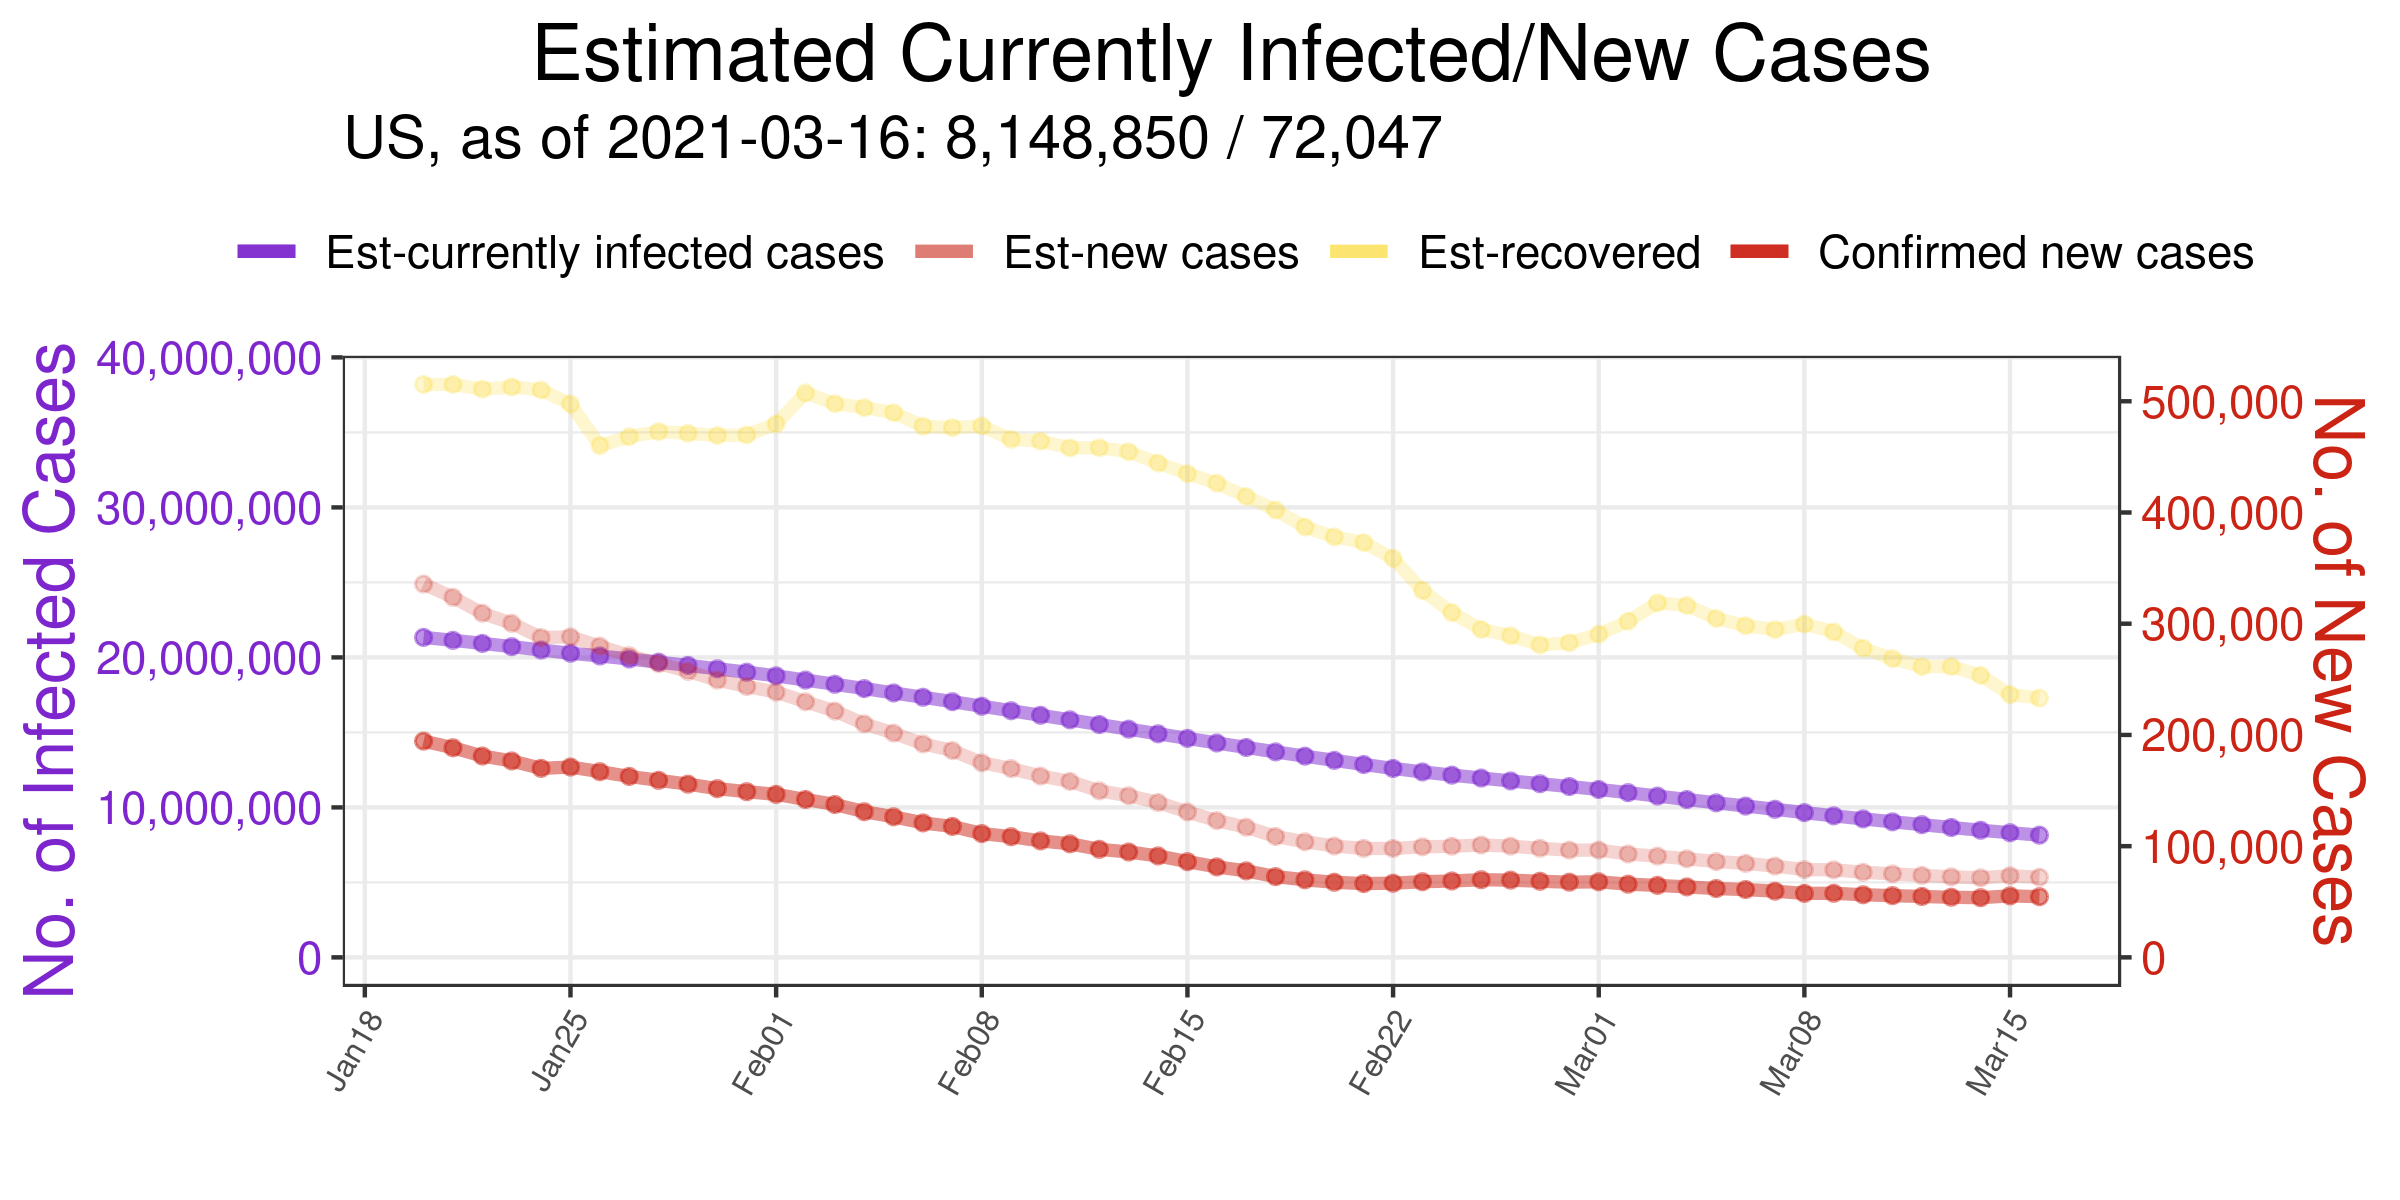 Estimated Currently Infected/New Cases
US, as of 2021-03-16: 8,148,850 / 72,047
Est-currently infected cases Est-new cases Est-recovered Confirmed new cases
No. of Infected Cases
40,000,000
30,000,000
20,000,000
10,000,000
0
500,000
400,000
300,000
200,000
100,000
0
No. of New Cases
Jan18 Jan25 Feb01 Feb08 Feb15 Feb22 Mar01 Mar08 Mar15